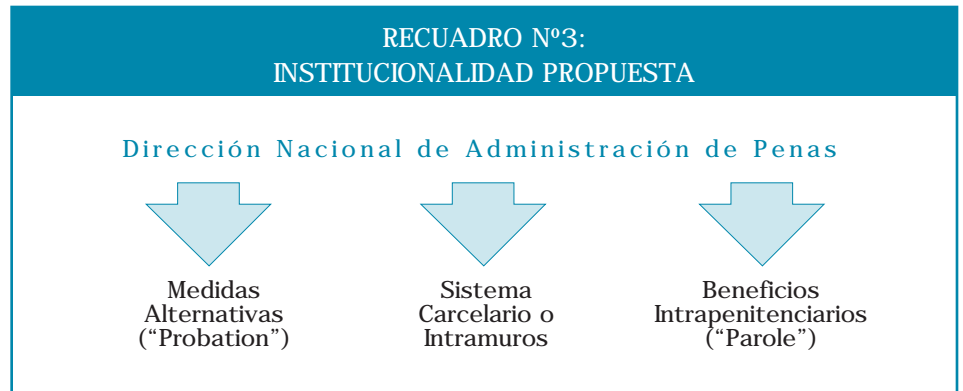 RECUADRO Nº3:
INSTITUCIONALIDAD PROPUESTA
Dirección Nacional de Administración de Penas
Medidas
Alternativas
(“Probation”)
Sistema
Carcelario o
Intramuros
Beneficios
Intrapenitenciarios
(“Parole”)